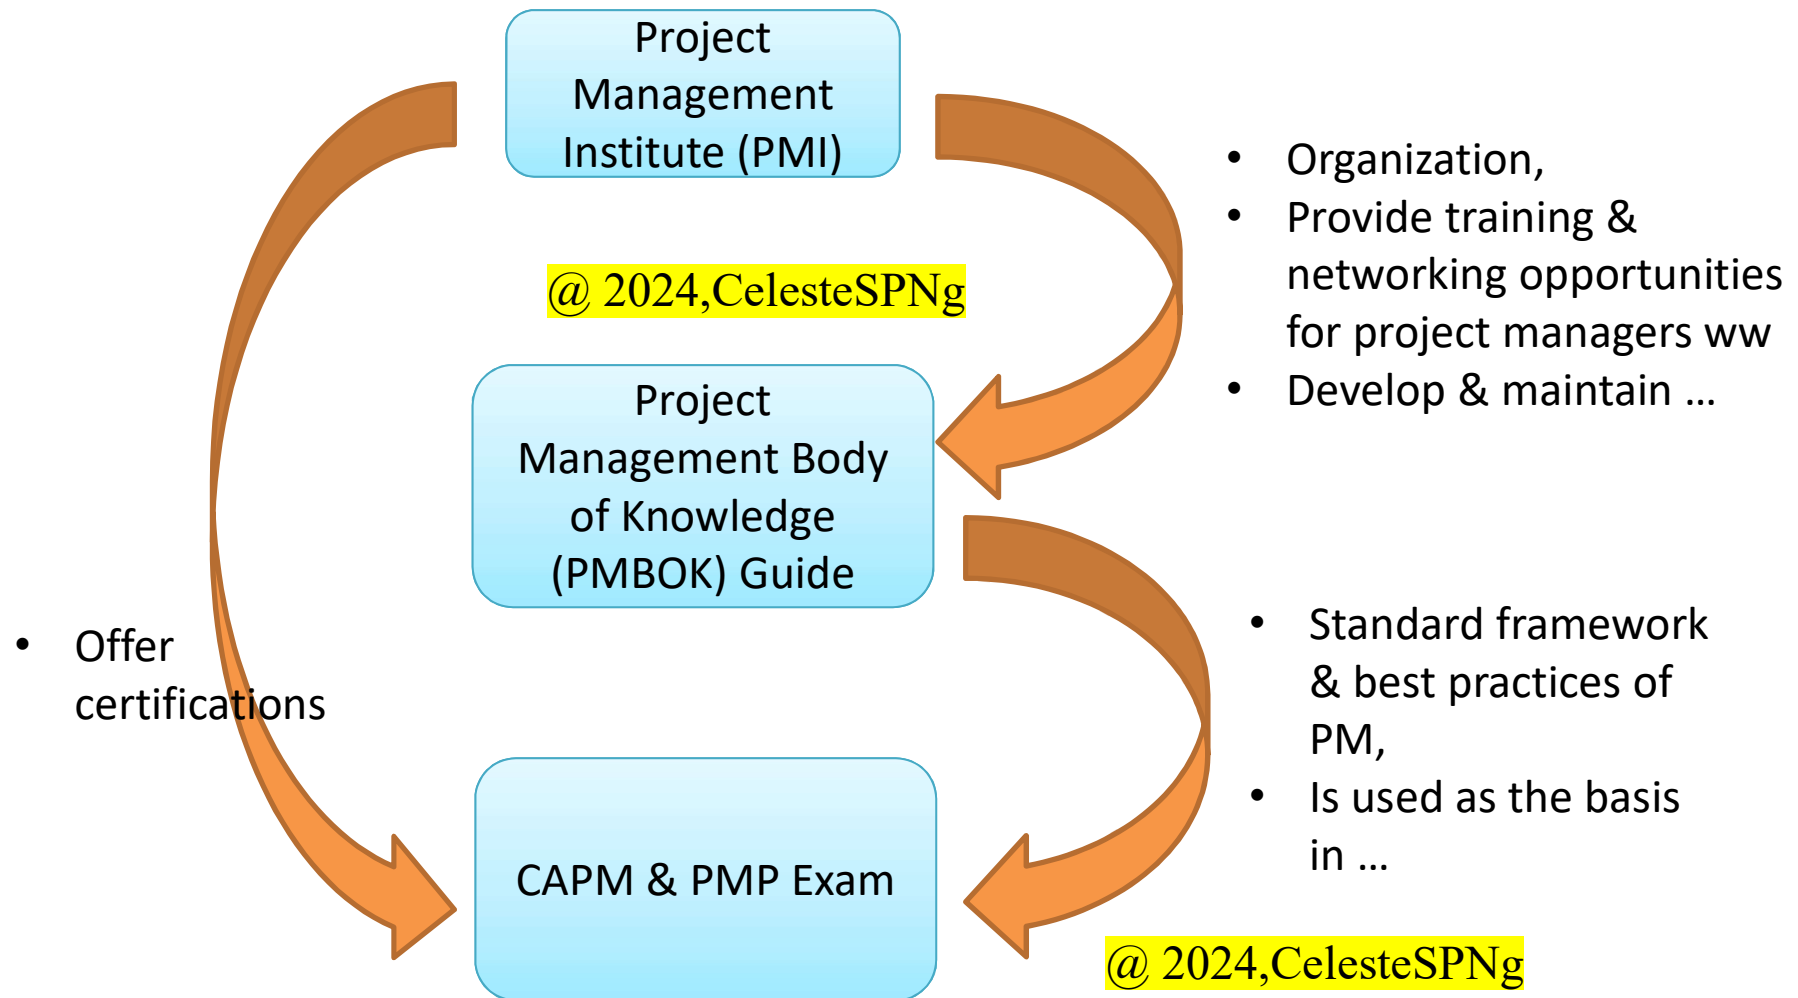 Project
Management
Institute (PMI)
• Organization,
• Provide training &
networking opportunities
for project managers ww
• Develop & maintain …
@ 2024,CelesteSPNg
Project
Management Body
of Knowledge
(PMBOK) Guide
• Offer
certifications
• Standard framework
& best practices of
PM,
• Is used as the basis
in …
CAPM & PMP Exam
@ 2024,CelesteSPNg